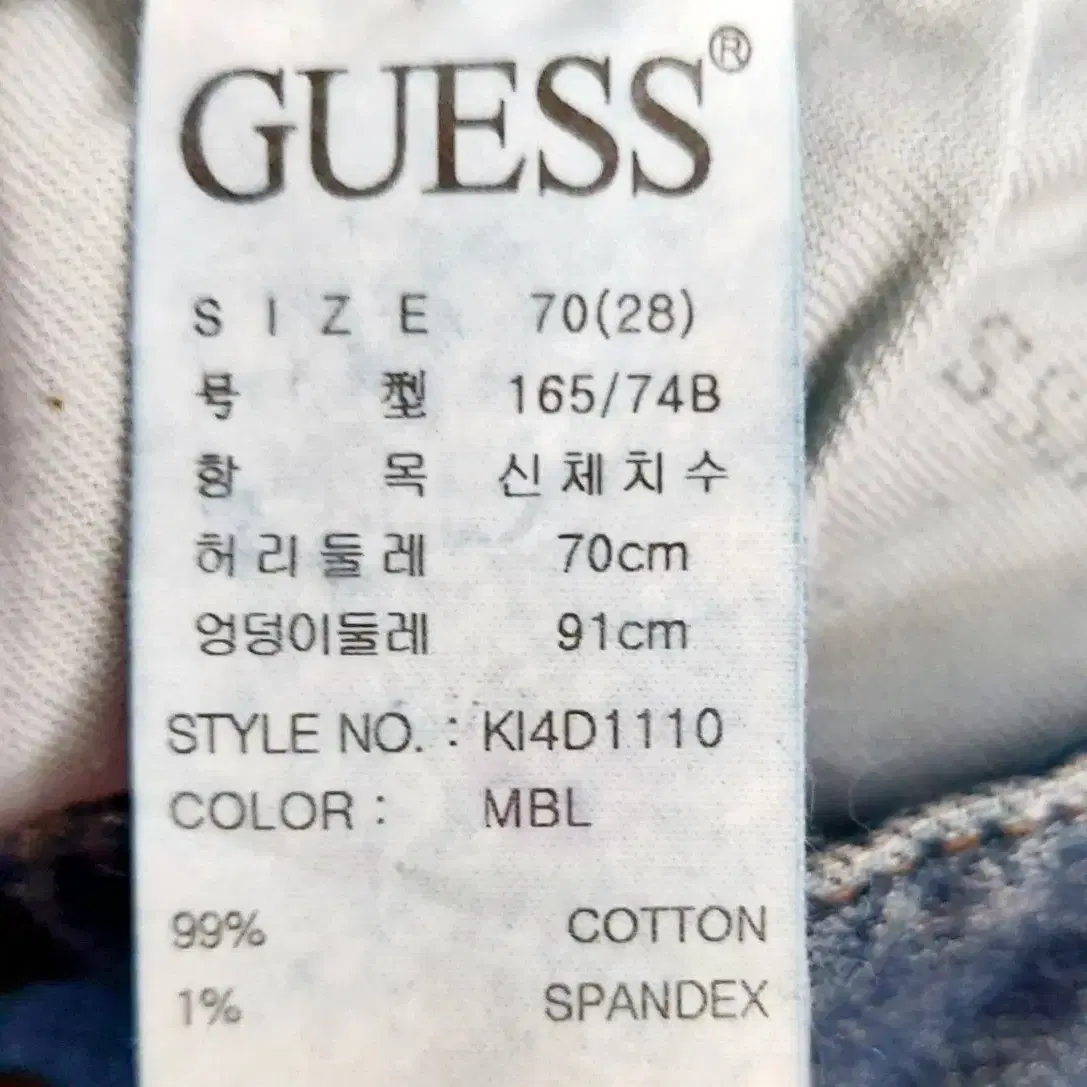 GUESS®
SIZE 70(28)
号型 165/74B
항목 신체치수
허리둘레 70cm
엉덩이둘레 91cm
STYLE NO. : KI4D1110
COLOR : MBL
99% COTTON
1% SPANDEX